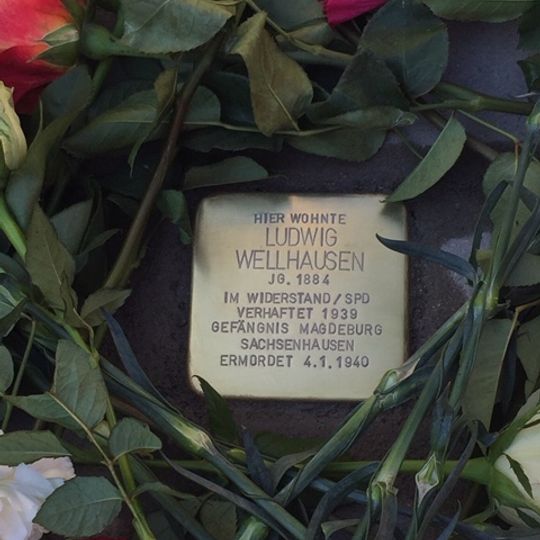 HIER WOHNTE
LUDWIG
WELLHAUSEN
JG. 1884
IM WIDERSTAND/SPD
VERHAFTET 1939
GEFÄNGNIS MAGDEBURG
SACHSENHAUSEN
ERMORDET 4.1.1940